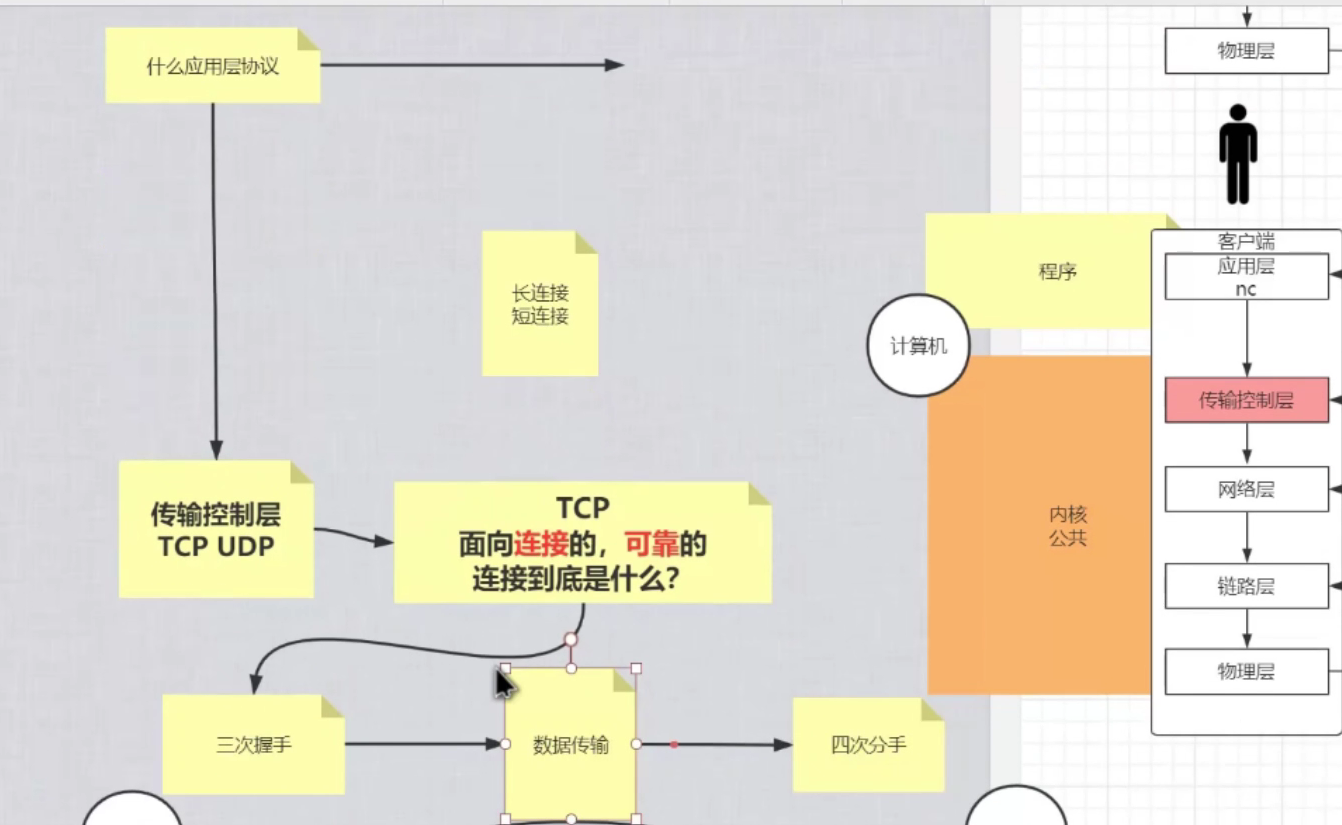 什么应用层协议
物理层
长连接
短连接
程序
计算机
客户端
应用层
nc
传输控制层
网络层
内核
公共
链路层
物理层
传输控制层
TCP UDP
TCP
面向连接的，可靠的
连接到底是什么？
三次握手
数据传输
四次分手